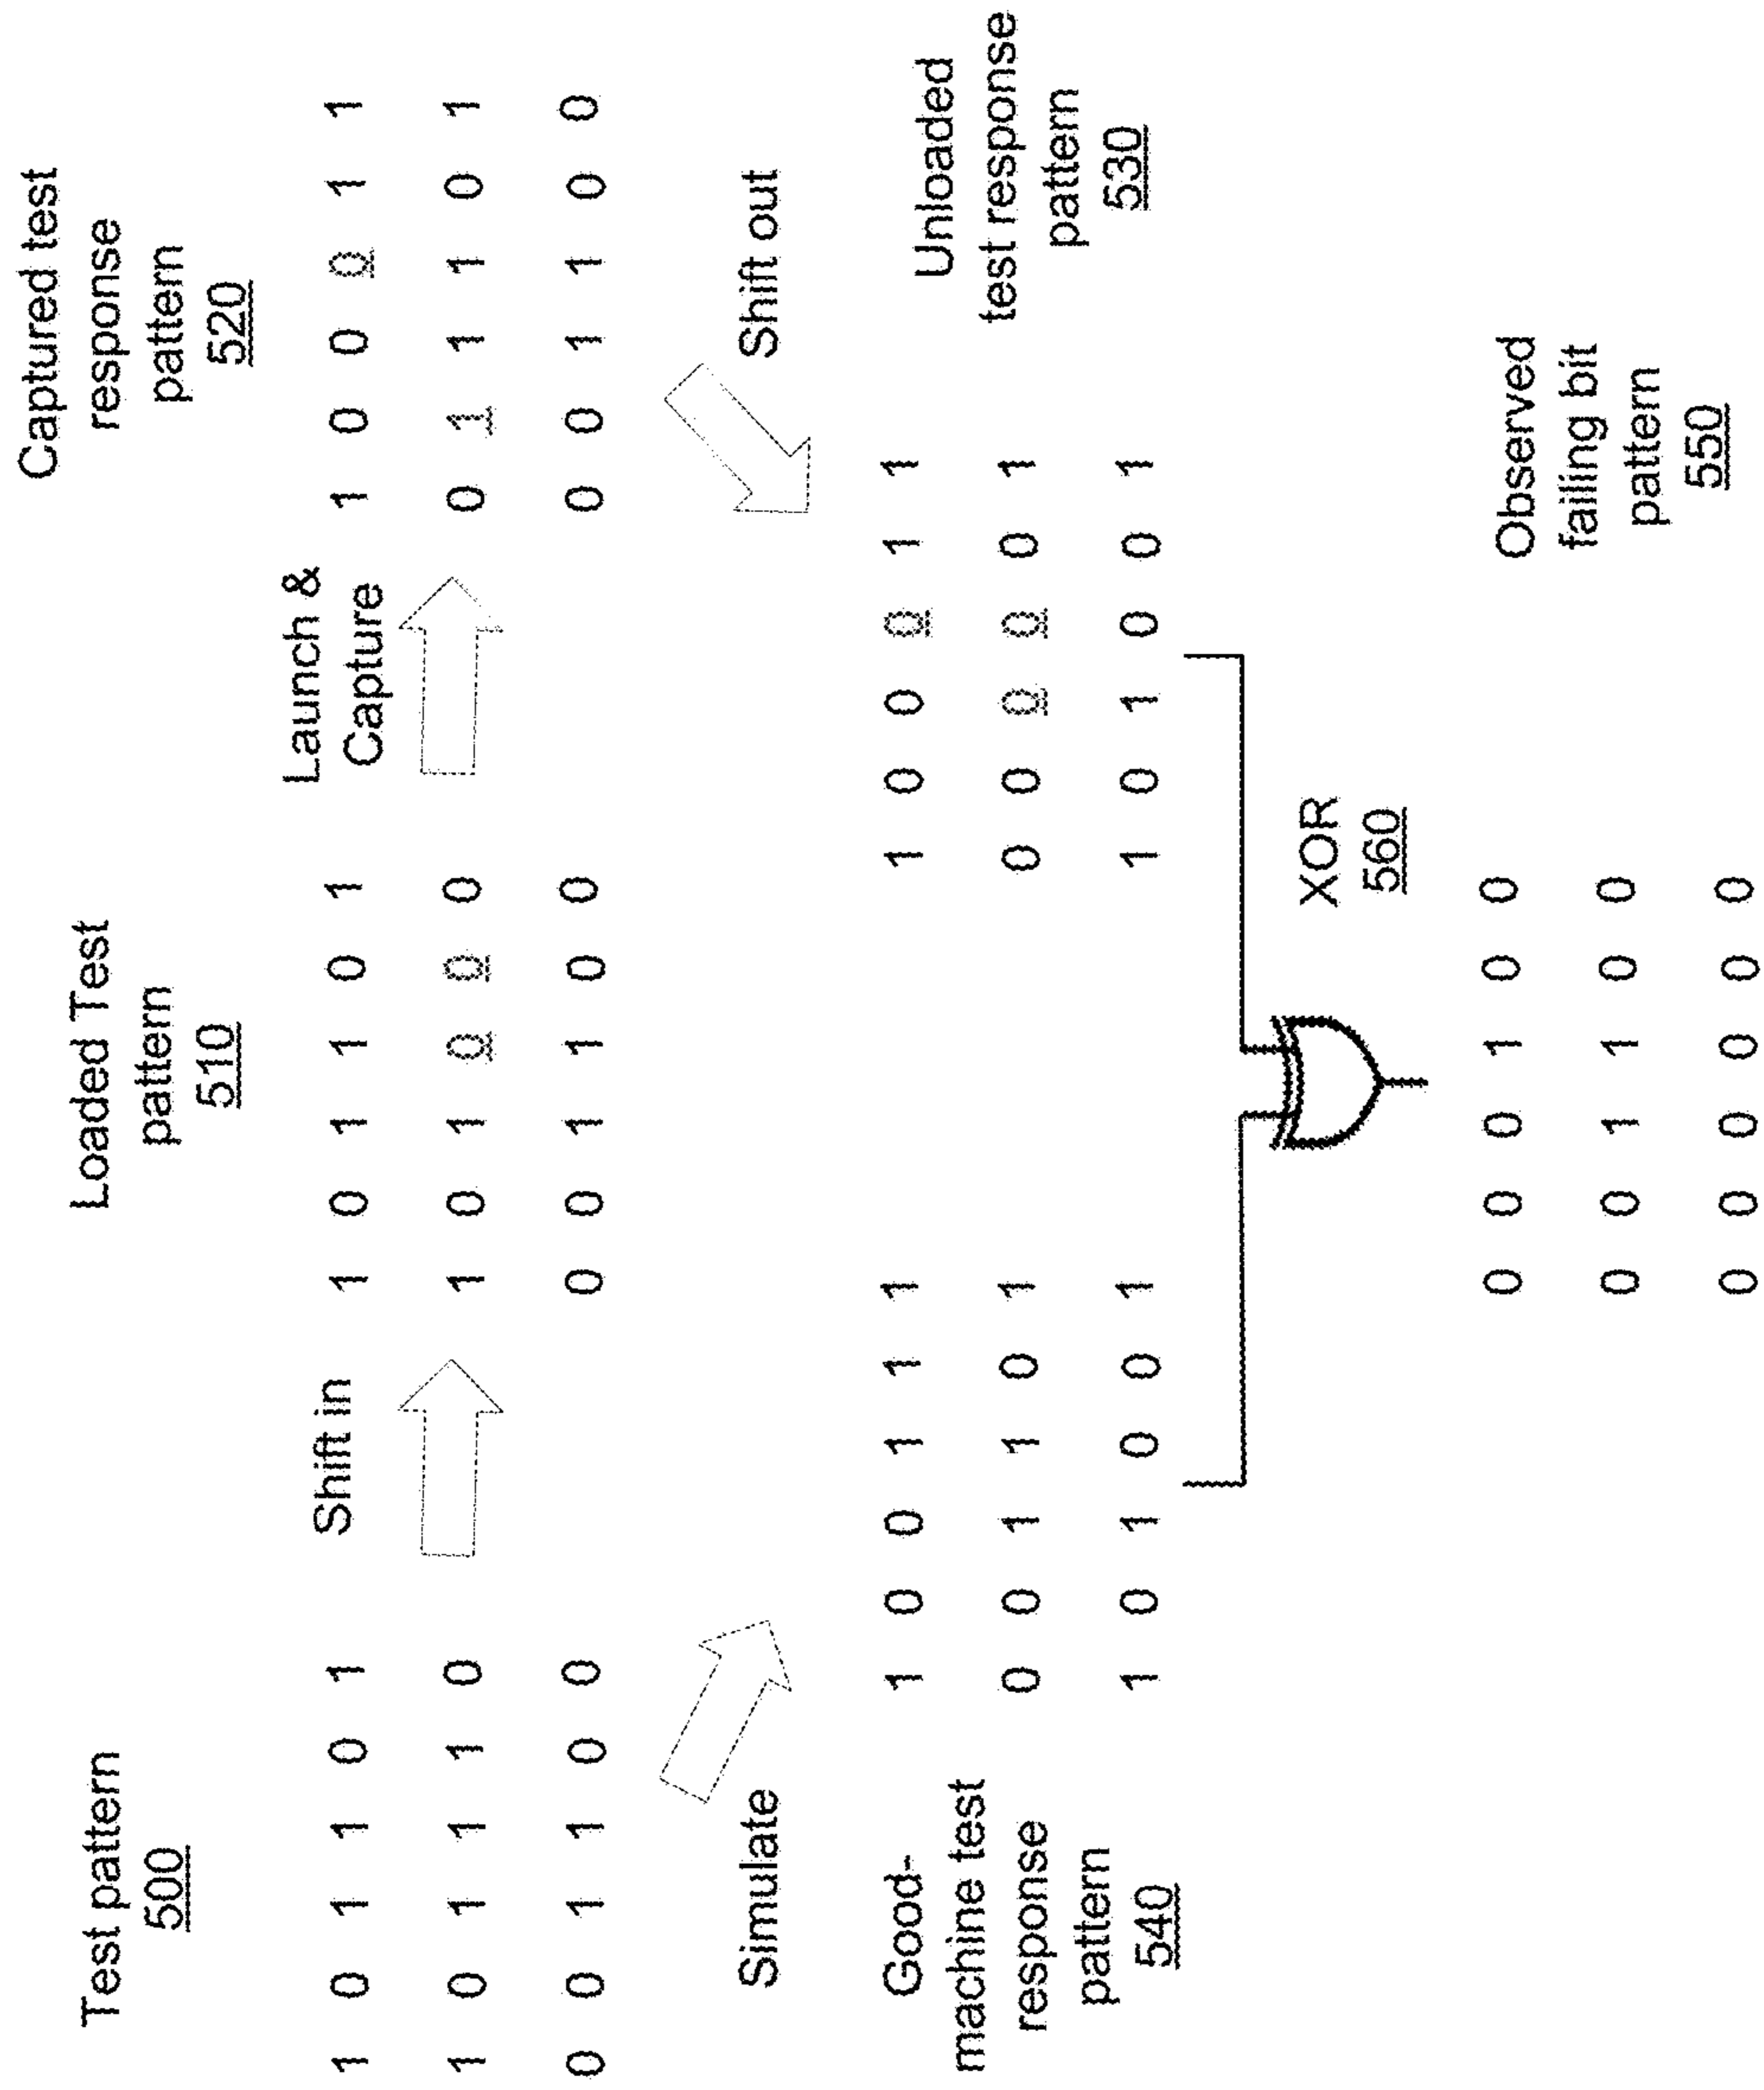 Test pattern
500
1 0 1 1 0 1
1 0 1 1 1 0
0 0 1 1 0 0
Shift in
Loaded Test
pattern
510
1 0 1 1 0 1
1 0 1 0 0 0
0 0 1 1 0 0
Launch &
Capture
Captured test
response
pattern
520
1 0 0 0 1 1
0 1 1 1 0 1
0 0 1 1 0 0
Simulate
Shift out
Good-
machine test
response
pattern
540
1 0 0 1 1 1
0 0 1 1 0 1
1 0 1 0 0 1
1 0 0 0 1 1
0 0 0 0 0 1
1 0 1 0 0 1
Unloaded
test response
pattern
530
XOR
560
0 0 0 1 0 0
0 0 1 1 0 0
0 0 0 0 0 0
Observed
failing bit
pattern
550